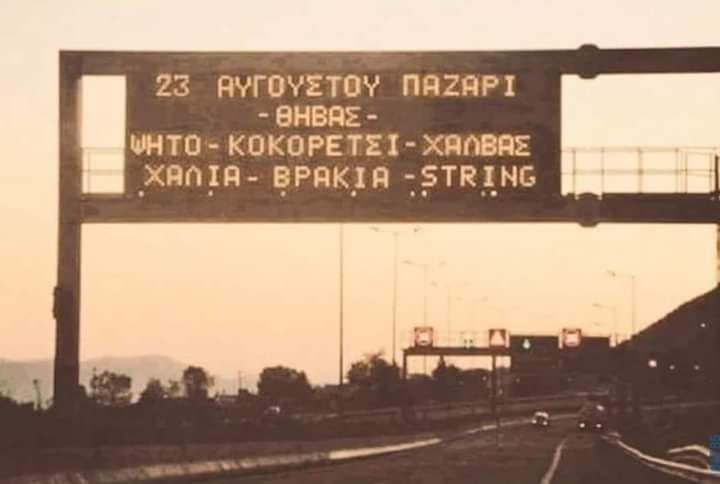 23 ΑΥΓΟΥΣΤΟΥ ΠΑΖΑΡΙ
-ΘΗΒΑΣ-
ΨΗΤΟ-ΚΟΚΟΡΕΤΣΙ-ΧΑΛΒΑΣ
ΧΑΛΙΑ-ΒΡΑΚΙΑ-STRING